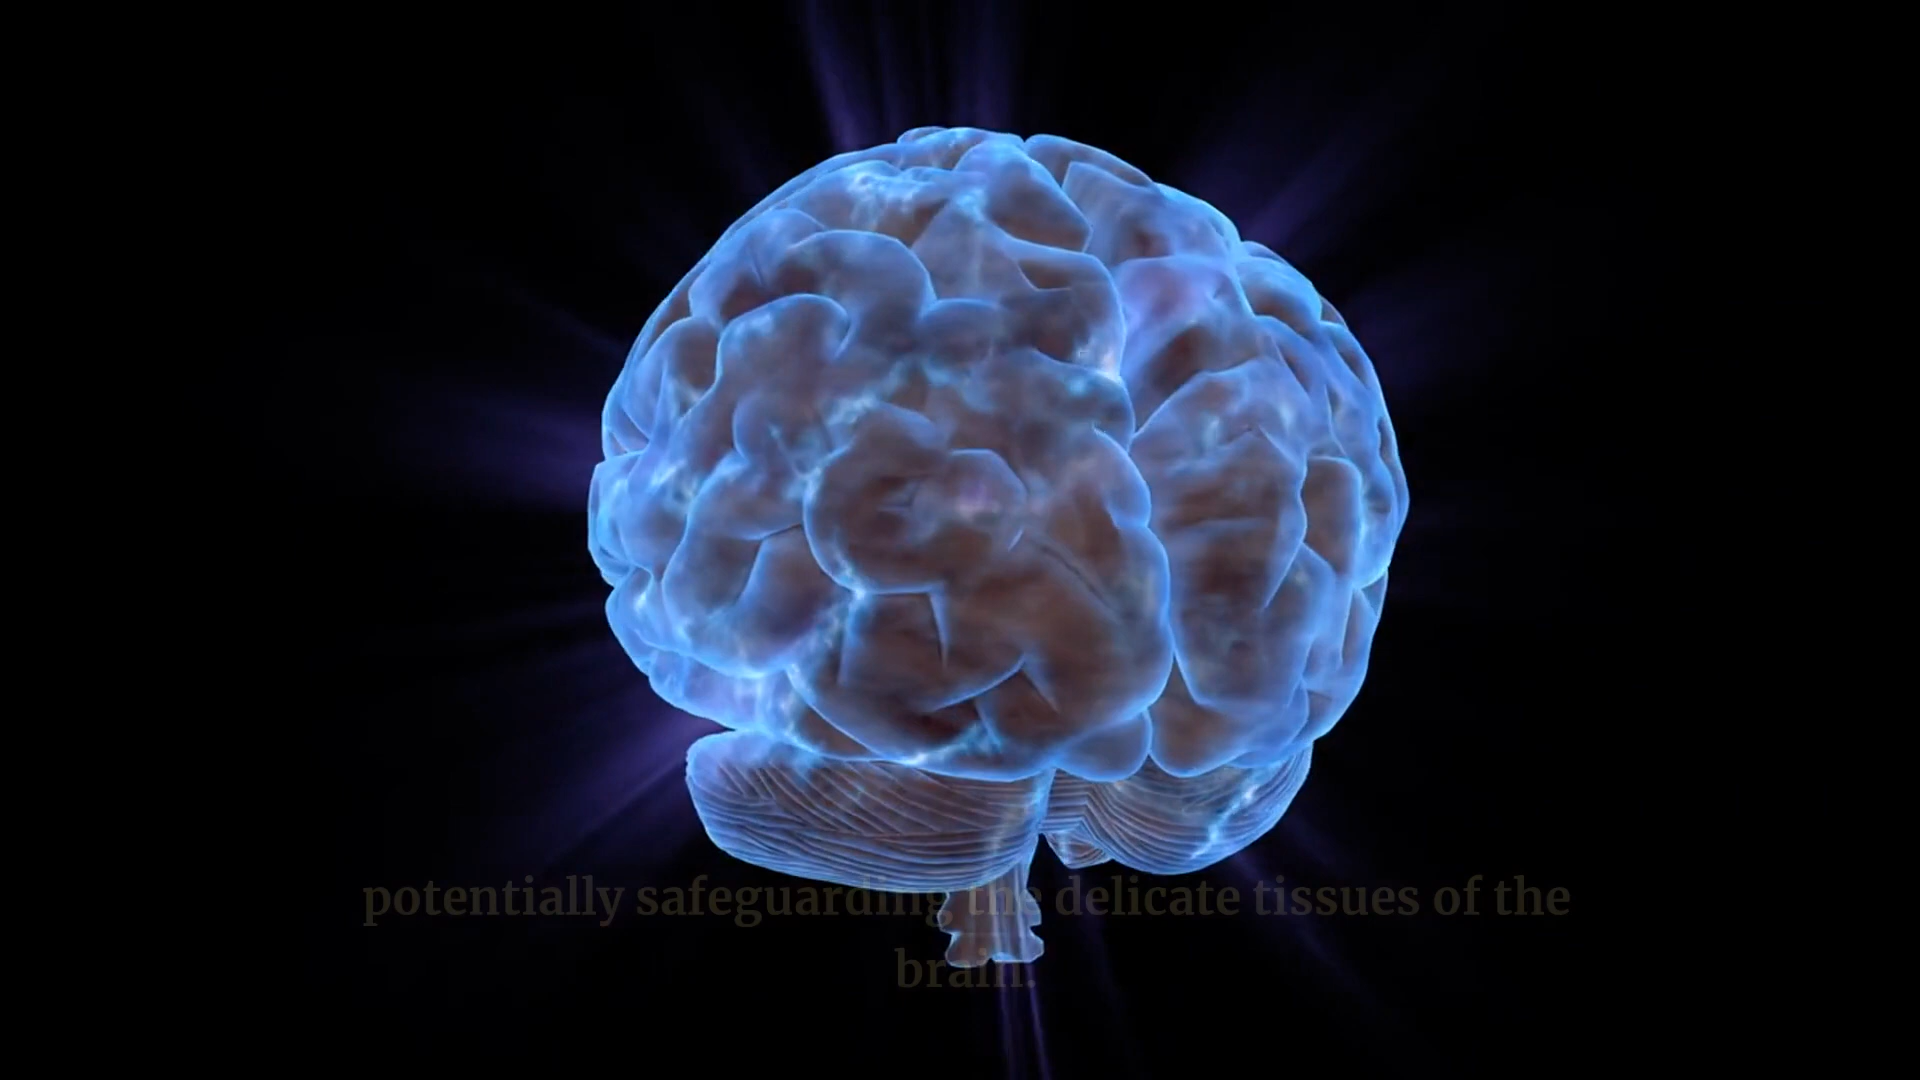 potentially safeguarding the delicate tissues of the
brain.